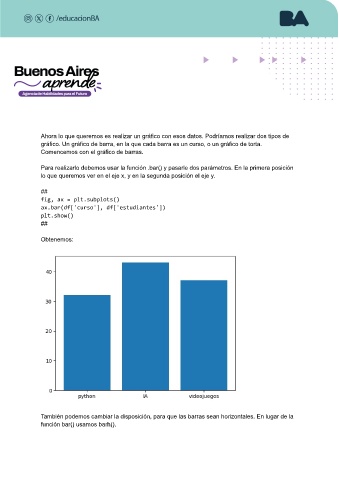 /educacionBA
BA
Buenos Aires
aprende
Agencia de Habilidades para el Futuro
Ahora lo que queremos es realizar un gráfico con esos datos. Podríamos realizar dos tipos de
gráfico. Un gráfico de barra, en la que cada barra es un curso, o un gráfico de torta.
Comencemos con el gráfico de barras.
Para realizarlo debemos usar la función .bar() y pasarle dos parámetros. En la primera posición
lo que queremos ver en el eje x, y en la segunda posición el eje y.
##
fig, ax = plt.subplots()
ax.bar(df['curso'], df['estudiantes'])
plt.show()
##
Obtenemos:
40
30
20
10
0
python IA videojuegos
También podemos cambiar la disposición, para que las barras sean horizontales. En lugar de la
función bar() usamos barh().